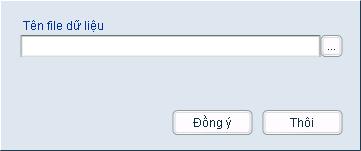 Tên file dữ liệu
...
Đồng ý
Thôi